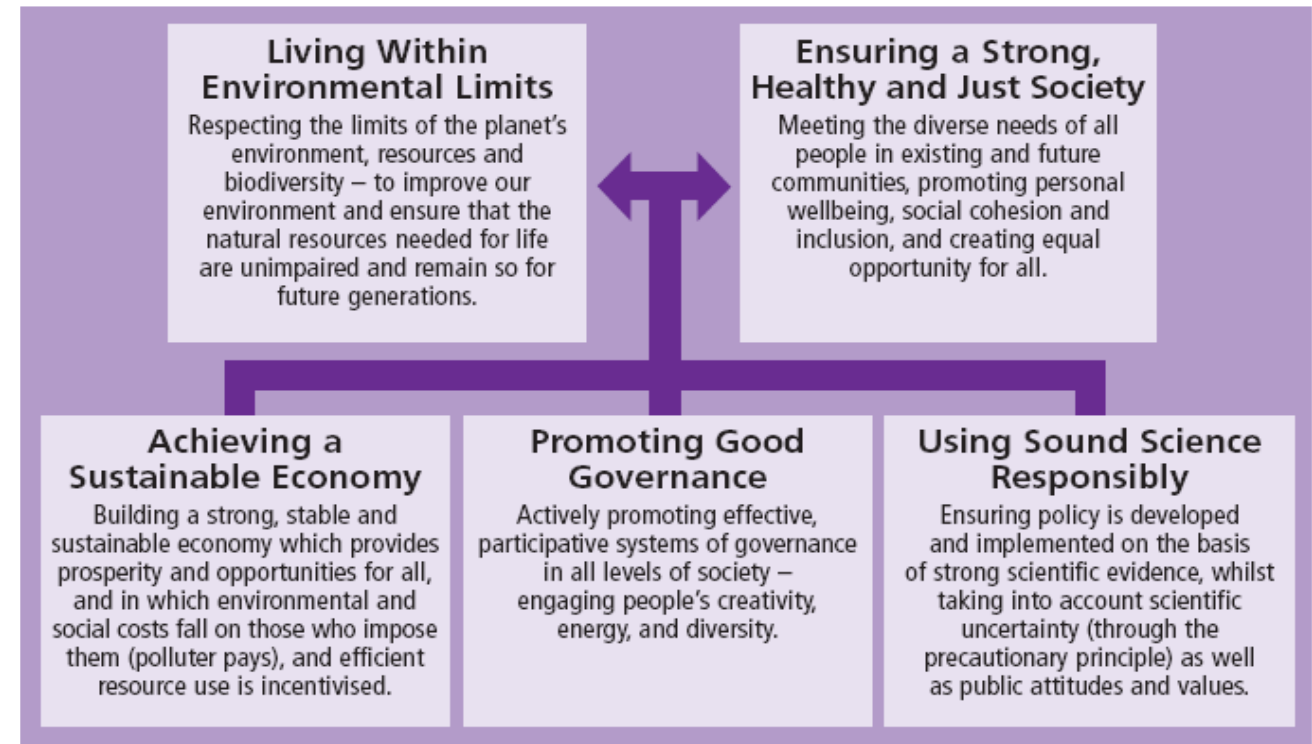 Living Within
Environmental Limits
Respecting the limits of the planet's
environment, resources and
biodiversity – to improve our
environment and ensure that the
natural resources needed for life
are unimpaired and remain so for
future generations.
Ensuring a Strong,
Healthy and Just Society
Meeting the diverse needs of all
people in existing and future
communities, promoting personal
wellbeing, social cohesion and
inclusion, and creating equal
opportunity for all.
Achieving a
Sustainable Economy
Building a strong, stable and
sustainable economy which provides
prosperity and opportunities for all,
and in which environmental and
social costs fall on those who impose
them (polluter pays), and efficient
resource use is incentivised.
Promoting Good
Governance
Actively promoting effective,
participative systems of governance
in all levels of society –
engaging people's creativity,
energy, and diversity.
Using Sound Science
Responsibly
Ensuring policy is developed
and implemented on the basis
of strong scientific evidence, whilst
taking into account scientific
uncertainty (through the
precautionary principle) as well
as public attitudes and values.